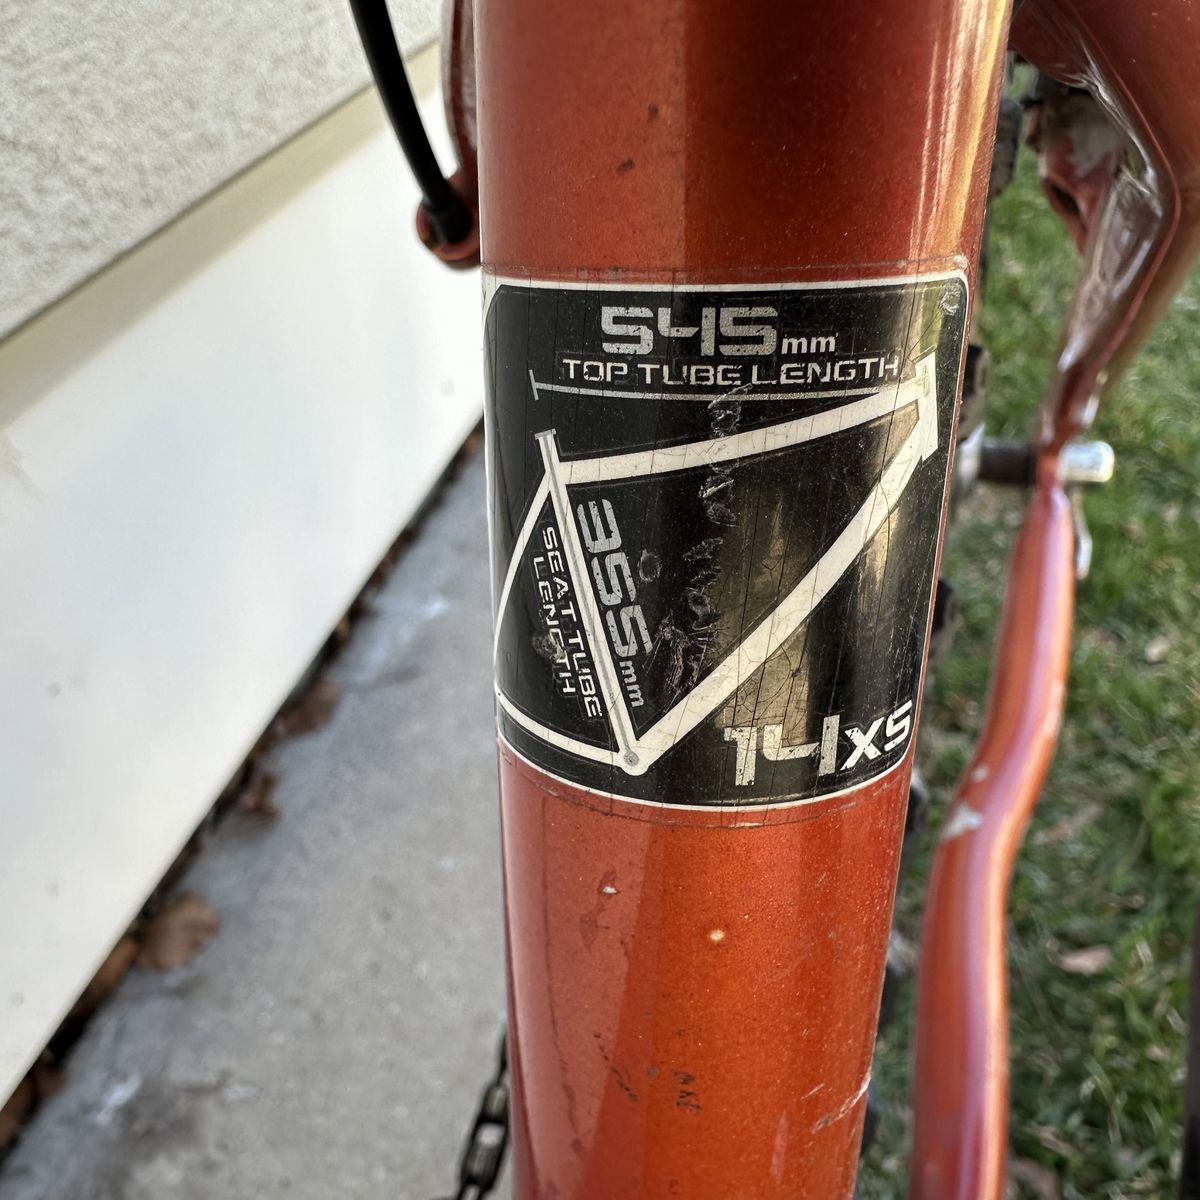 545mm
TOP TUBE LENGTH
355mm
SEAT TUBE
LENGTH
14xs